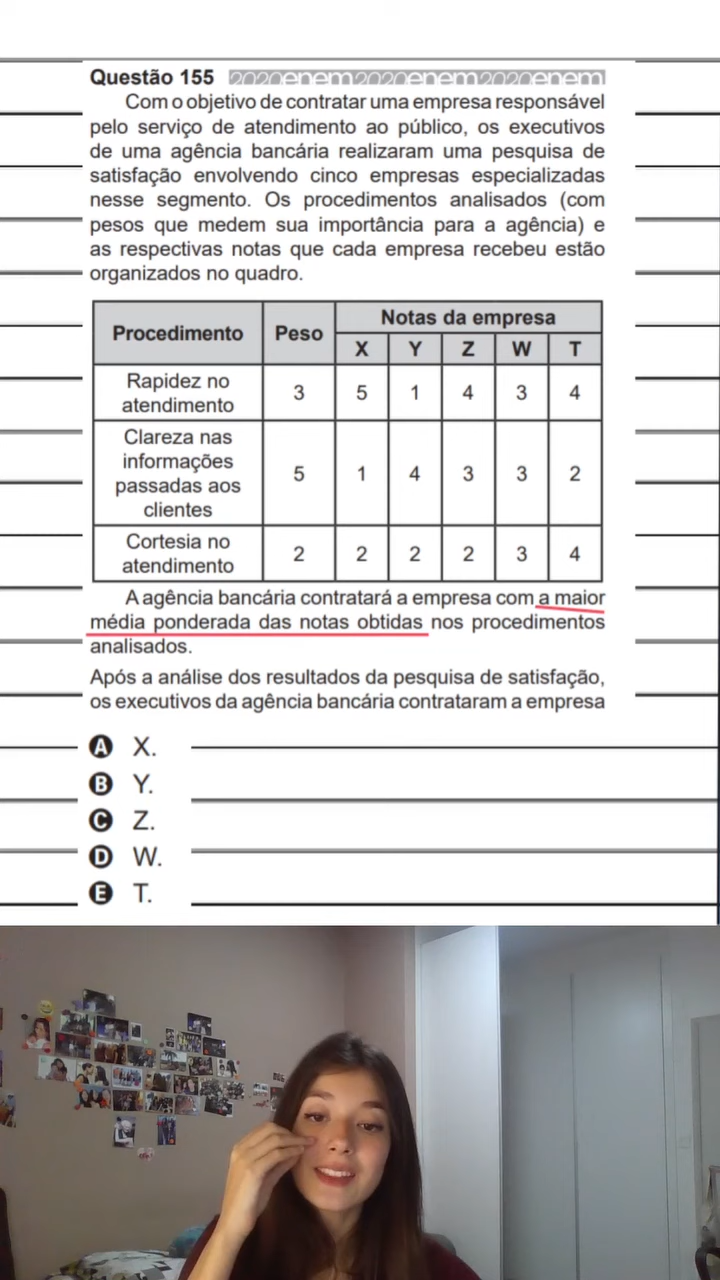 Questão 155 2020enem2020enem2020enem
Com o objetivo de contratar uma empresa responsável
pelo serviço de atendimento ao público, os executivos
de uma agência bancária realizaram uma pesquisa de
satisfação envolvendo cinco empresas especializadas
nesse segmento. Os procedimentos analisados (com
pesos que medem sua importância para a agência) e
as respectivas notas que cada empresa recebeu estão
organizados no quadro.
Procedimento Peso Notas da empresa
X Y Z W T
Rapidez no
atendimento
3 5 1 4 3 4
Clareza nas
informações
passadas aos
clientes
5 1 4 3 3 2
Cortesia no
atendimento
2 2 2 2 3 4
A agência bancária contratará a empresa com a maior
média ponderada das notas obtidas nos procedimentos
analisados.
Após a análise dos resultados da pesquisa de satisfação,
os executivos da agência bancária contrataram a empresa
A X.
B Y.
C Z.
D W.
E T.